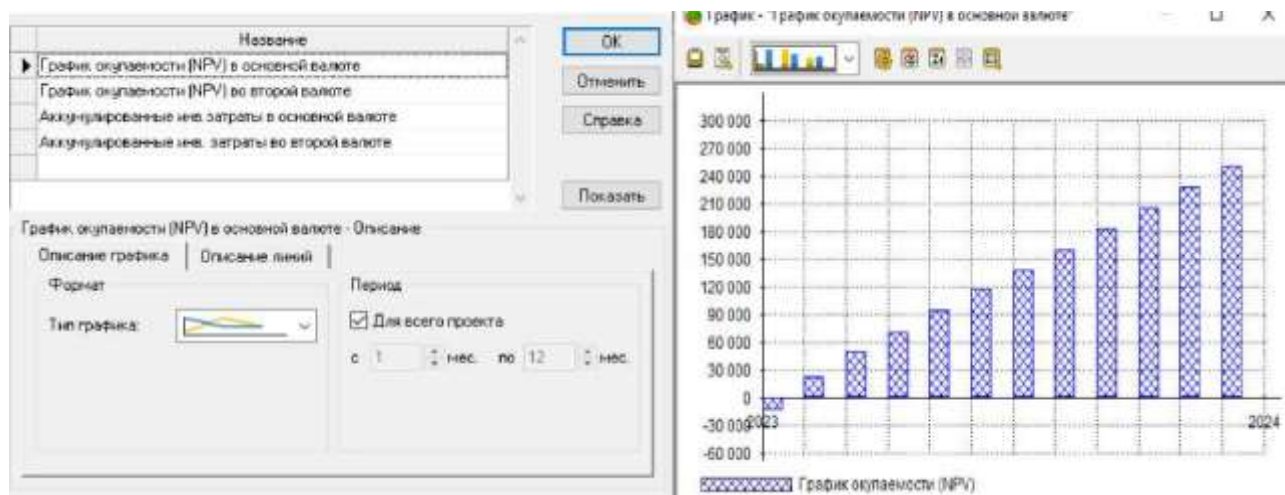 Название
График окупаемости (NPV) в основной валюте
График окупаемости (NPV) во второй валюте
Аккумулированные инв. затраты в основной валюте
Аккумулированные инв. затраты во второй валюте
OK
Отменить
Справка
Показать
График окупаемости (NPV) в основной валюте - Описание
Описание графика
Описание линий
Формат
Тип графика:
Период
Для всего проекта
с 1 мес. по 12 мес.
График - "График окупаемости (NPV) в основной валюте"
300 000
270 000
240 000
210 000
180 000
150 000
120 000
90 000
60 000
30 000
0
-30 000
-60 000
2023
2024
График окупаемости (NPV)